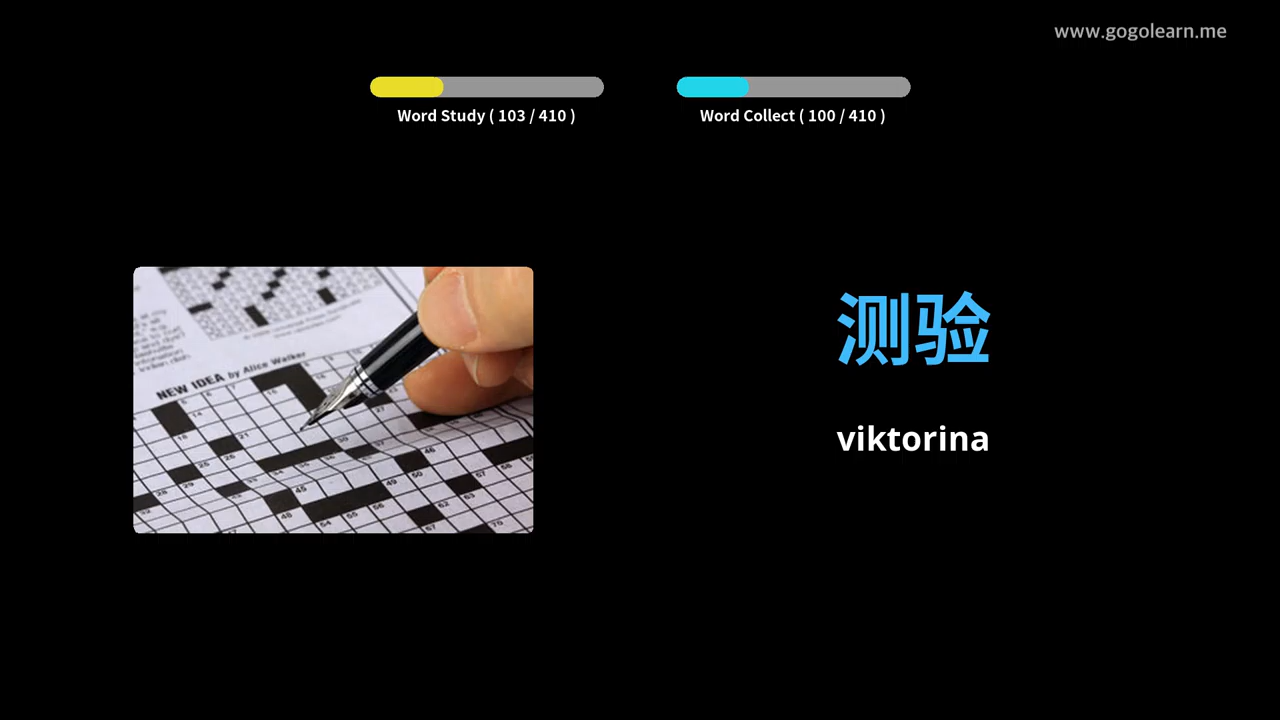 www.gogolearn.me
Word Study ( 103 / 410 )
Word Collect ( 100 / 410 )
测验
viktorina
NEW IDEA by Alice Walker